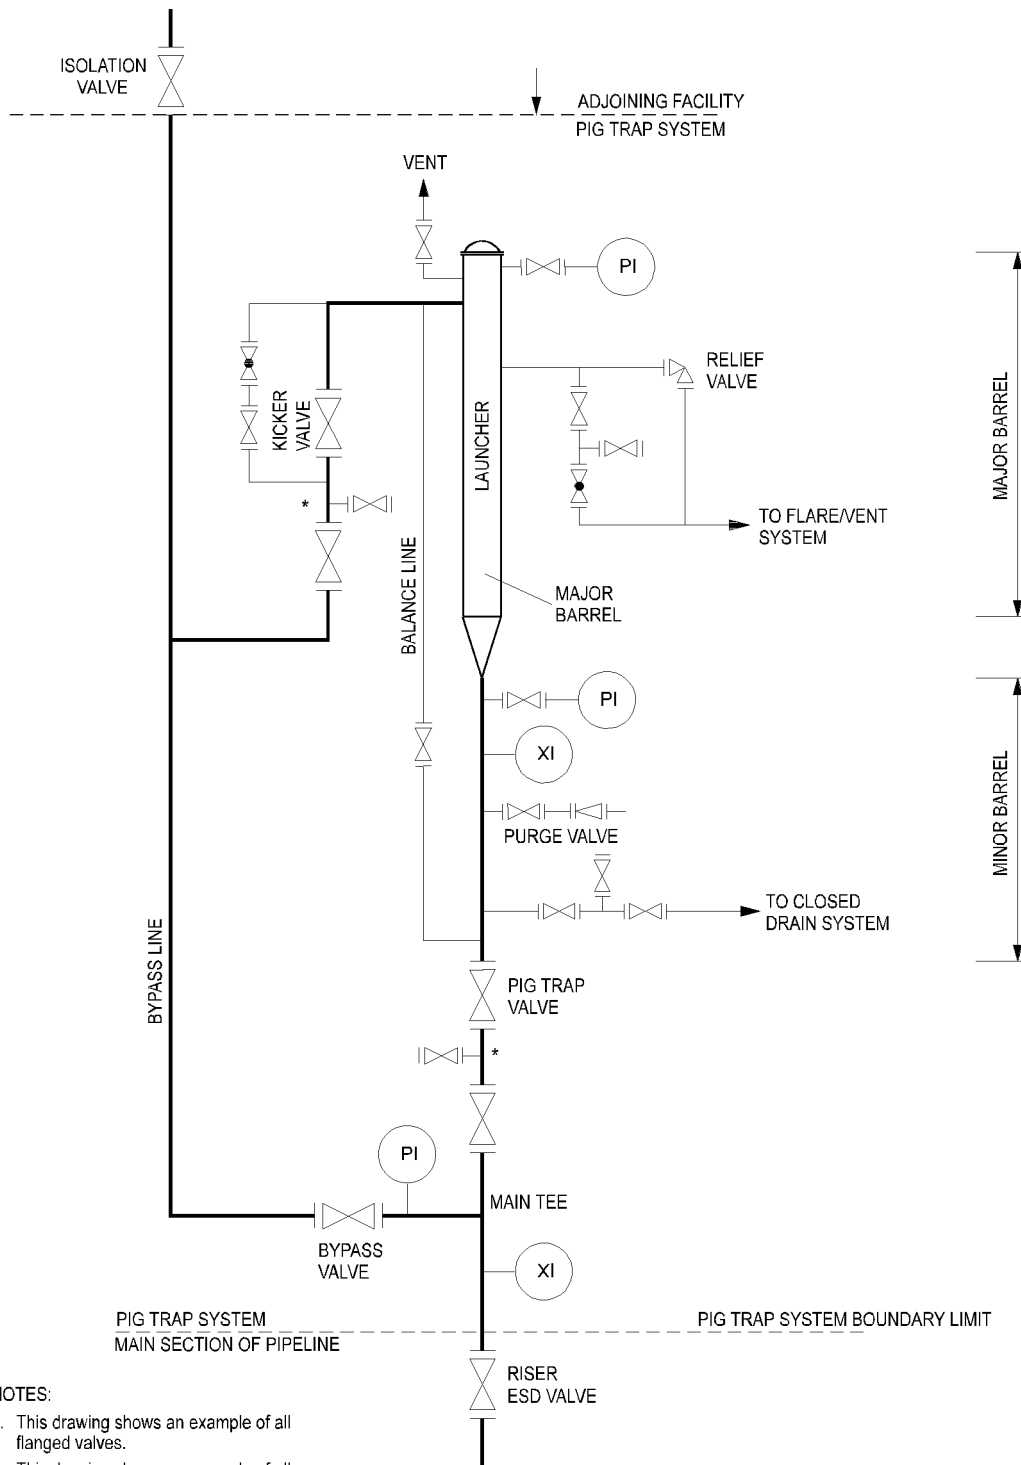 ISOLATION
VALVE
ADJOINING FACILITY
PIG TRAP SYSTEM
VENT
PI
RELIEF
VALVE
KICKER
VALVE
LAUNCHER
MAJOR BARREL
*
TO FLARE/VENT
SYSTEM
BALANCE LINE
MAJOR
BARREL
PI
XI
MINOR BARREL
PURGE VALVE
TO CLOSED
DRAIN SYSTEM
BYPASS LINE
PIG TRAP
VALVE
*
PI
MAIN TEE
BYPASS
VALVE
XI
PIG TRAP SYSTEM
PIG TRAP SYSTEM BOUNDARY LIMIT
MAIN SECTION OF PIPELINE
RISER
ESD VALVE
NOTES:
. This drawing shows an example of all
flanged valves.